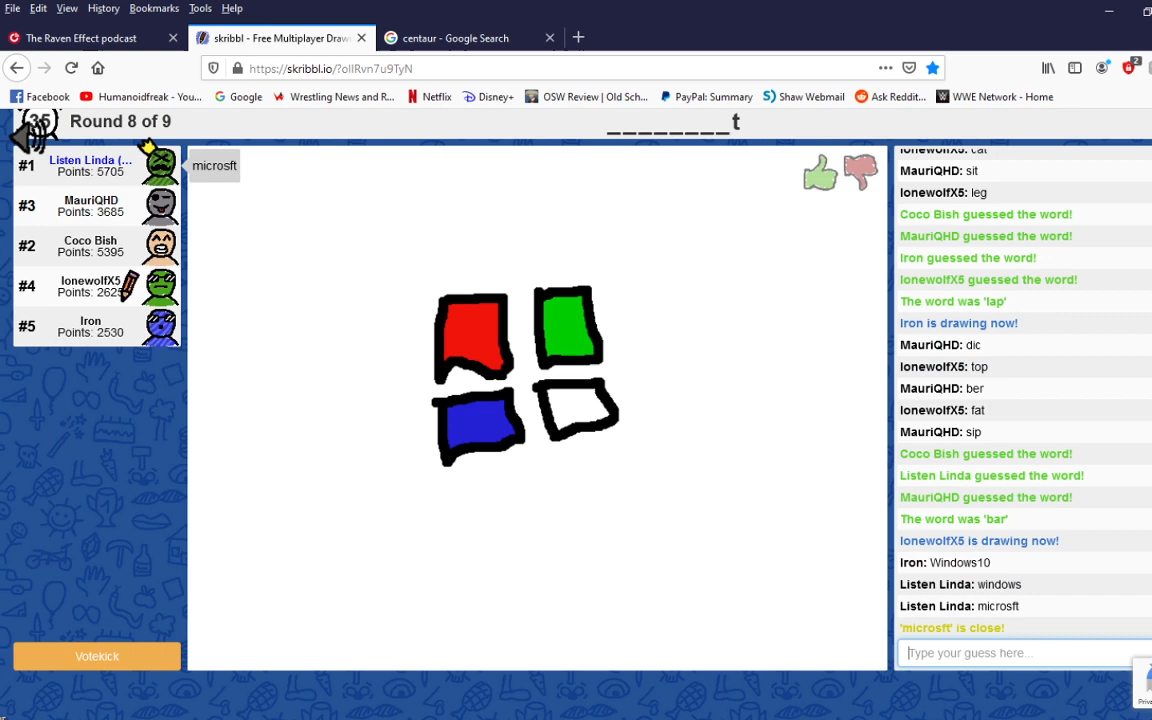 File Edit View History Bookmarks Tools Help
The Raven Effect podcast
skribbl - Free Multiplayer Drawi
centaur - Google Search
https://skribbl.io/?oIIRvn7u9TyN
2
Facebook
Humanoidfreak - You...
Google
Wrestling News and R...
Netflix
Disney+
OSW Review | Old Sch...
PayPal: Summary
Shaw Webmail
Ask Reddit...
WWE Network - Home
35
Round 8 of 9
________t
#1
Listen Linda (...
Points: 5705
microsft
#3
MauriQHD
Points: 3685
#2
Coco Bish
Points: 5395
#4
lonewolfX5
Points: 2625
#5
Iron
Points: 2530
Votekick
lonewolfX5: cat
MauriQHD: sit
lonewolfX5: leg
Coco Bish guessed the word!
MauriQHD guessed the word!
Iron guessed the word!
lonewolfX5 guessed the word!
The word was 'lap'
Iron is drawing now!
MauriQHD: dic
lonewolfX5: top
MauriQHD: ber
lonewolfX5: fat
MauriQHD: sip
Coco Bish guessed the word!
Listen Linda guessed the word!
MauriQHD guessed the word!
The word was 'bar'
lonewolfX5 is drawing now!
Iron: Windows10
Listen Linda: windows
Listen Linda: microsft
'microsft' is close!
Type your guess here...